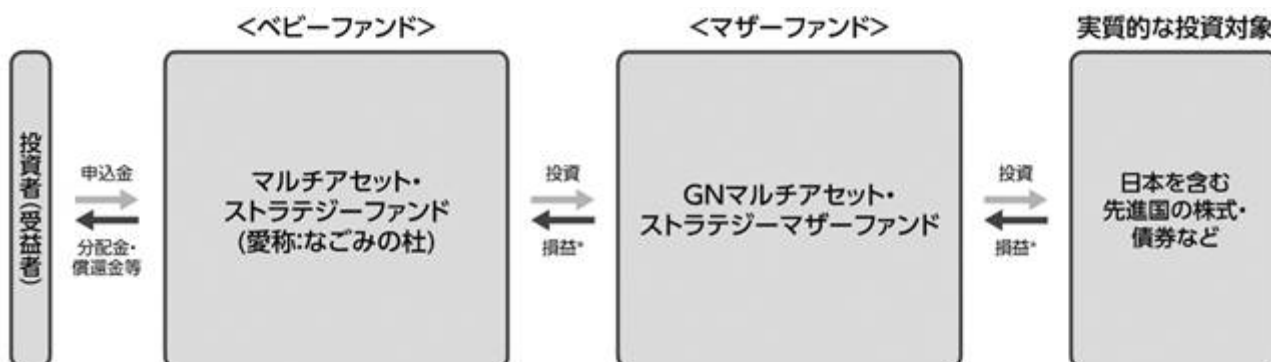 <ベビーファンド>
<マザーファンド>
実質的な投資対象
投資者(受益者)
申込金
分配金・
償還金等
マルチアセット・
ストラテジーファンド
(愛称:なごみの杜)
投資
損益*
GNマルチアセット・
ストラテジーマザーファンド
投資
損益*
日本を含む
先進国の株式・
債券など